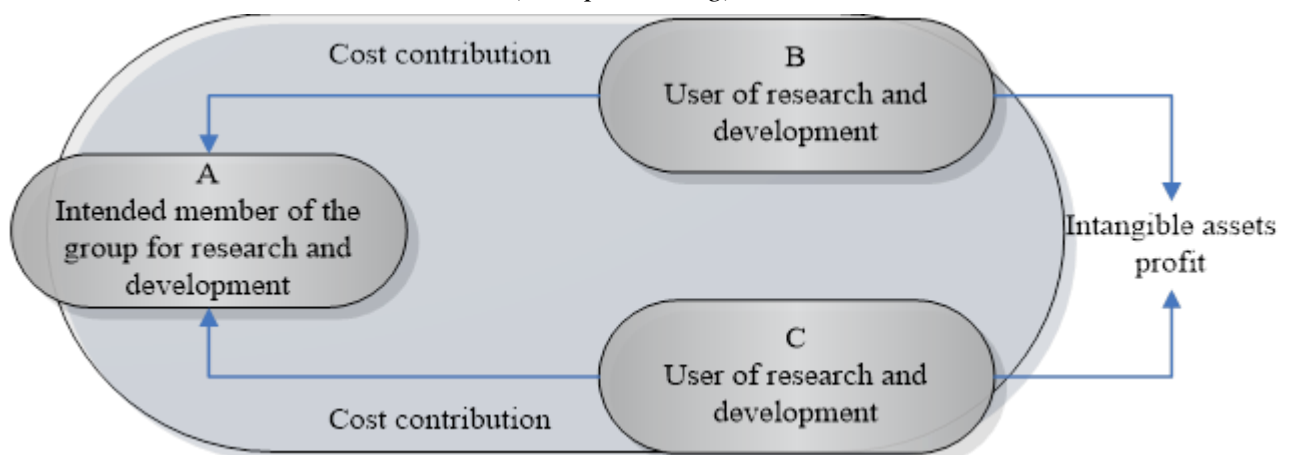 Cost contribution
B
User of research and
development
A
Intended member of the
group for research and
development
Intangible assets
profit
C
User of research and
development
Cost contribution